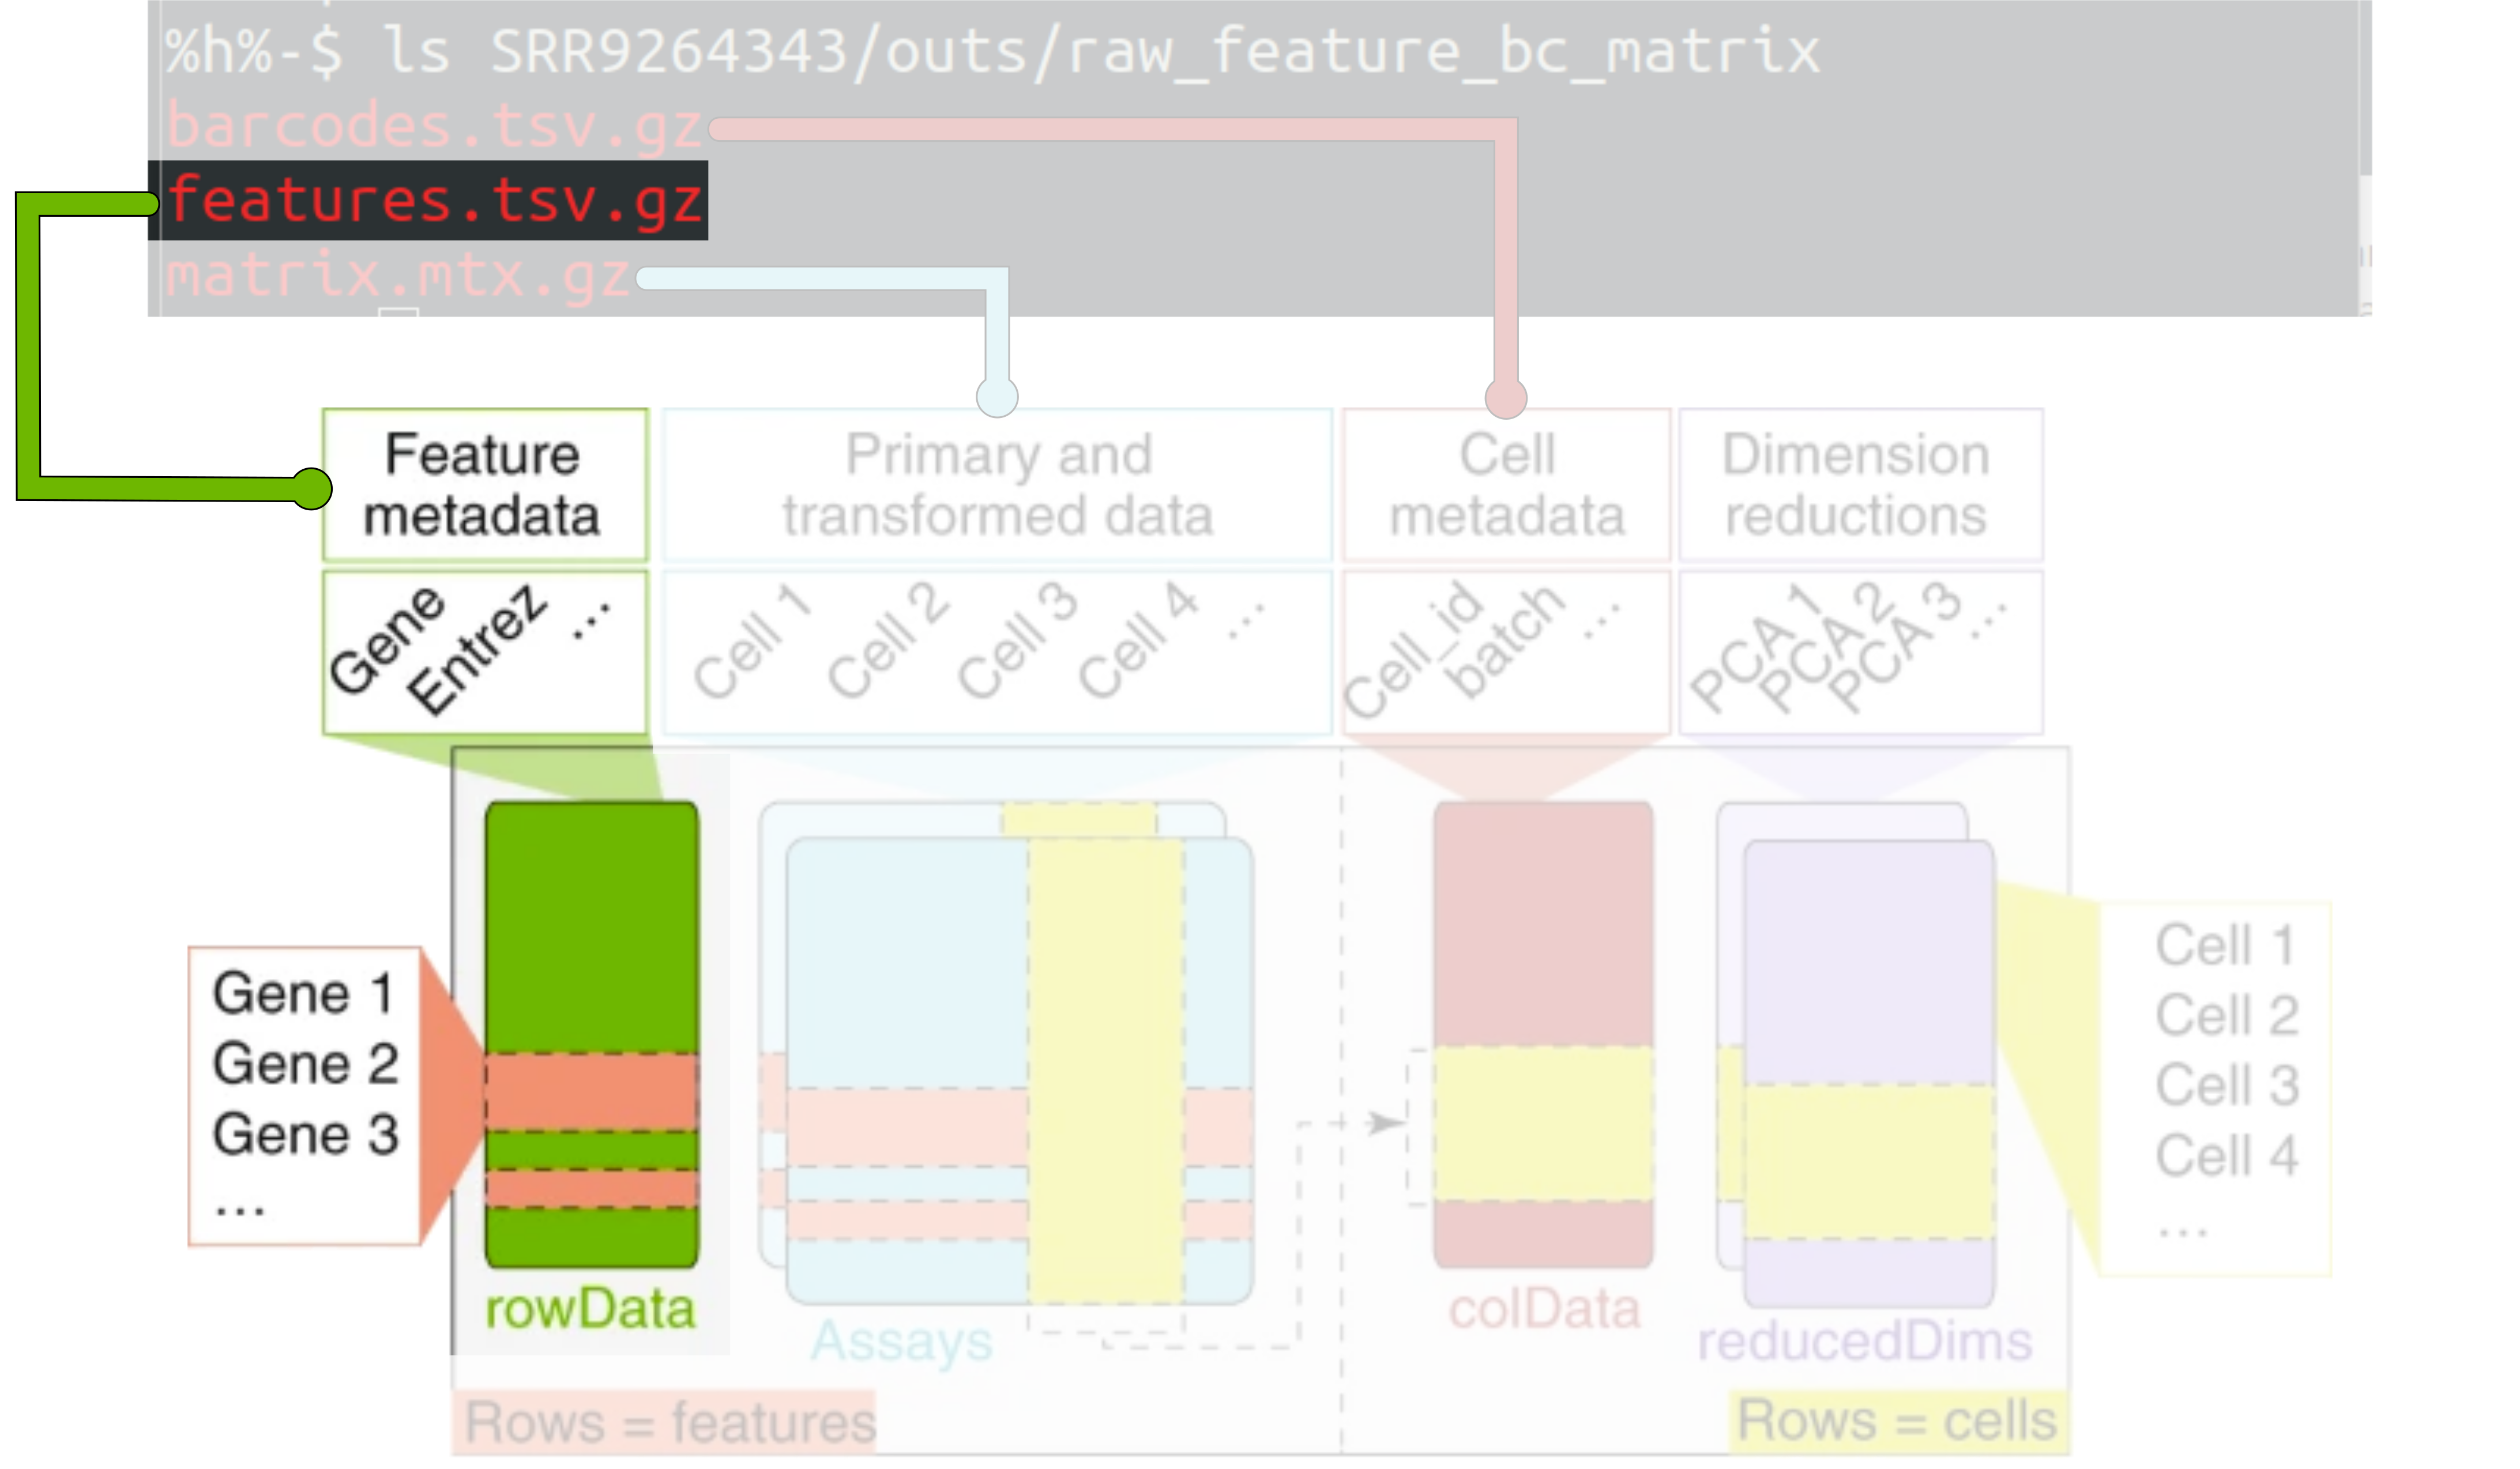 %h%-$ ls SRR9264343/outs/raw_feature_bc_matrix
barcodes.tsv.gz
features.tsv.gz
matrix.mtx.gz
Feature
metadata
Primary and
transformed data
Cell
metadata
Dimension
reductions
Gene
Entrez
...
Cell 1
Cell 2
Cell 3
Cell 4
...
Cell_id
batch
...
PCA 1
PCA 2
PCA 3
...
Gene 1
Gene 2
Gene 3
...
Cell 1
Cell 2
Cell 3
Cell 4
...
rowData
Assays
colData
reducedDims
Rows = features
Rows = cells